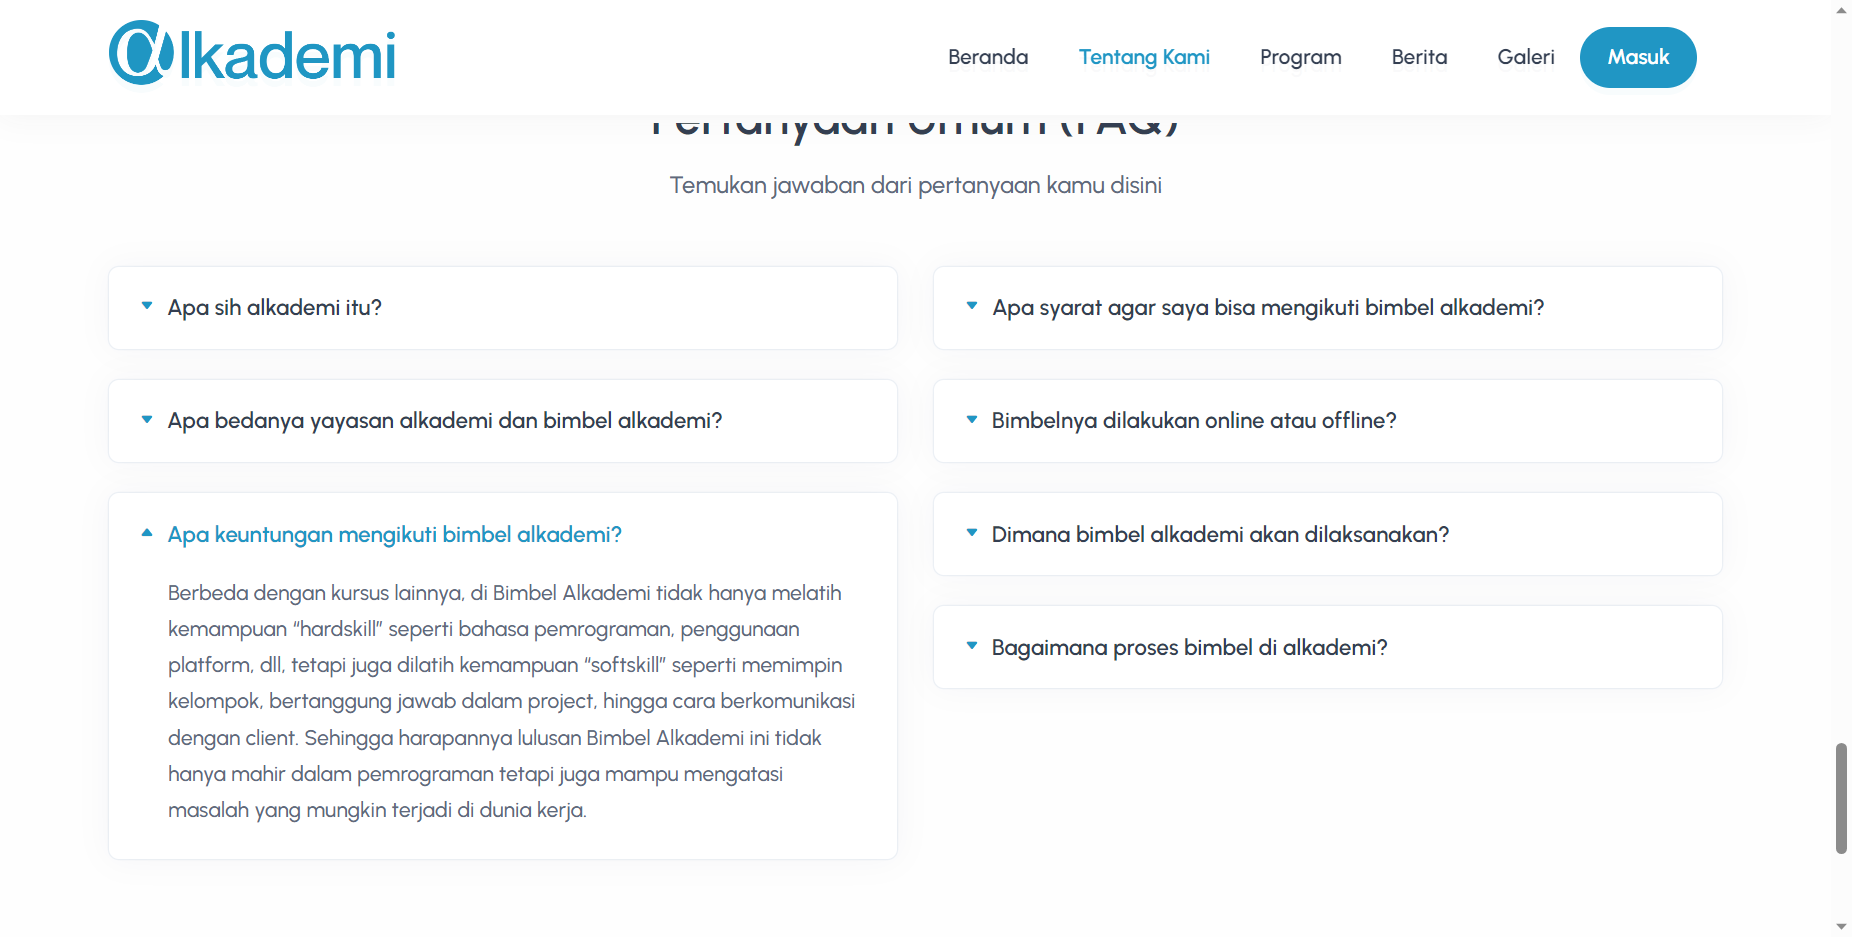 αlkademi
Beranda
Tentang Kami
Program
Berita
Galeri
Masuk
Pertanyaan Umum (FAQ)
Temukan jawaban dari pertanyaan kamu disini
Apa sih alkademi itu?
Apa bedanya yayasan alkademi dan bimbel alkademi?
Apa keuntungan mengikuti bimbel alkademi?
Berbeda dengan kursus lainnya, di Bimbel Alkademi tidak hanya melatih
kemampuan “hardskill” seperti bahasa pemrograman, penggunaan
platform, dll, tetapi juga dilatih kemampuan “softskill” seperti memimpin
kelompok, bertanggung jawab dalam project, hingga cara berkomunikasi
dengan client. Sehingga harapannya lulusan Bimbel Alkademi ini tidak
hanya mahir dalam pemrograman tetapi juga mampu mengatasi
masalah yang mungkin terjadi di dunia kerja.
Apa syarat agar saya bisa mengikuti bimbel alkademi?
Bimbelnya dilakukan online atau offline?
Dimana bimbel alkademi akan dilaksanakan?
Bagaimana proses bimbel di alkademi?